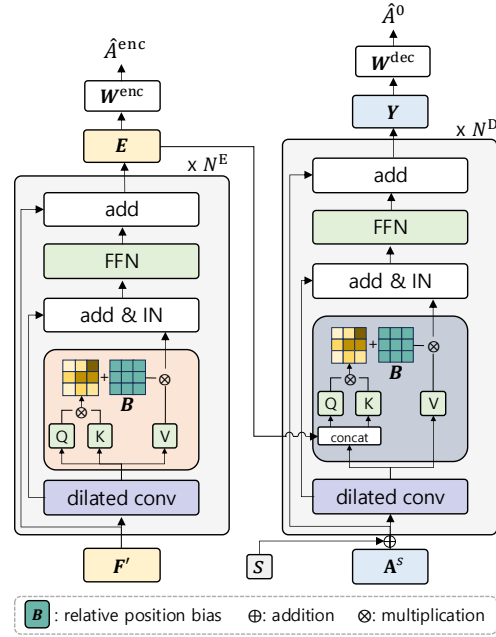 Â^enc
W^enc
E
x N^E
add
FFN
add & IN
+
B
⊗
⊗
Q
K
V
dilated conv
F′
Â^0
W^dec
Y
x N^D
add
FFN
add & IN
+
B
⊗
⊗
Q
K
V
concat
dilated conv
S
⊕
A^s
B : relative position bias ⊕: addition ⊗: multiplication